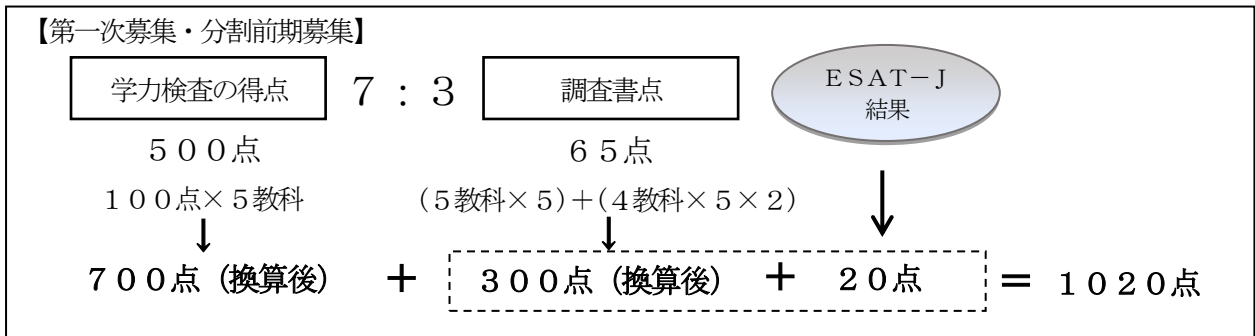 【第一次募集・分割前期募集】
学力検査の得点 ７：３ 調査書点 ＥＳＡＴ－Ｊ
結果
５００点 ６５点
１００点×５教科 （５教科×５）＋（４教科×５×２）
７００点（換算後） ＋ ３００点（換算後） ＋ ２０点 ＝ １０２０点